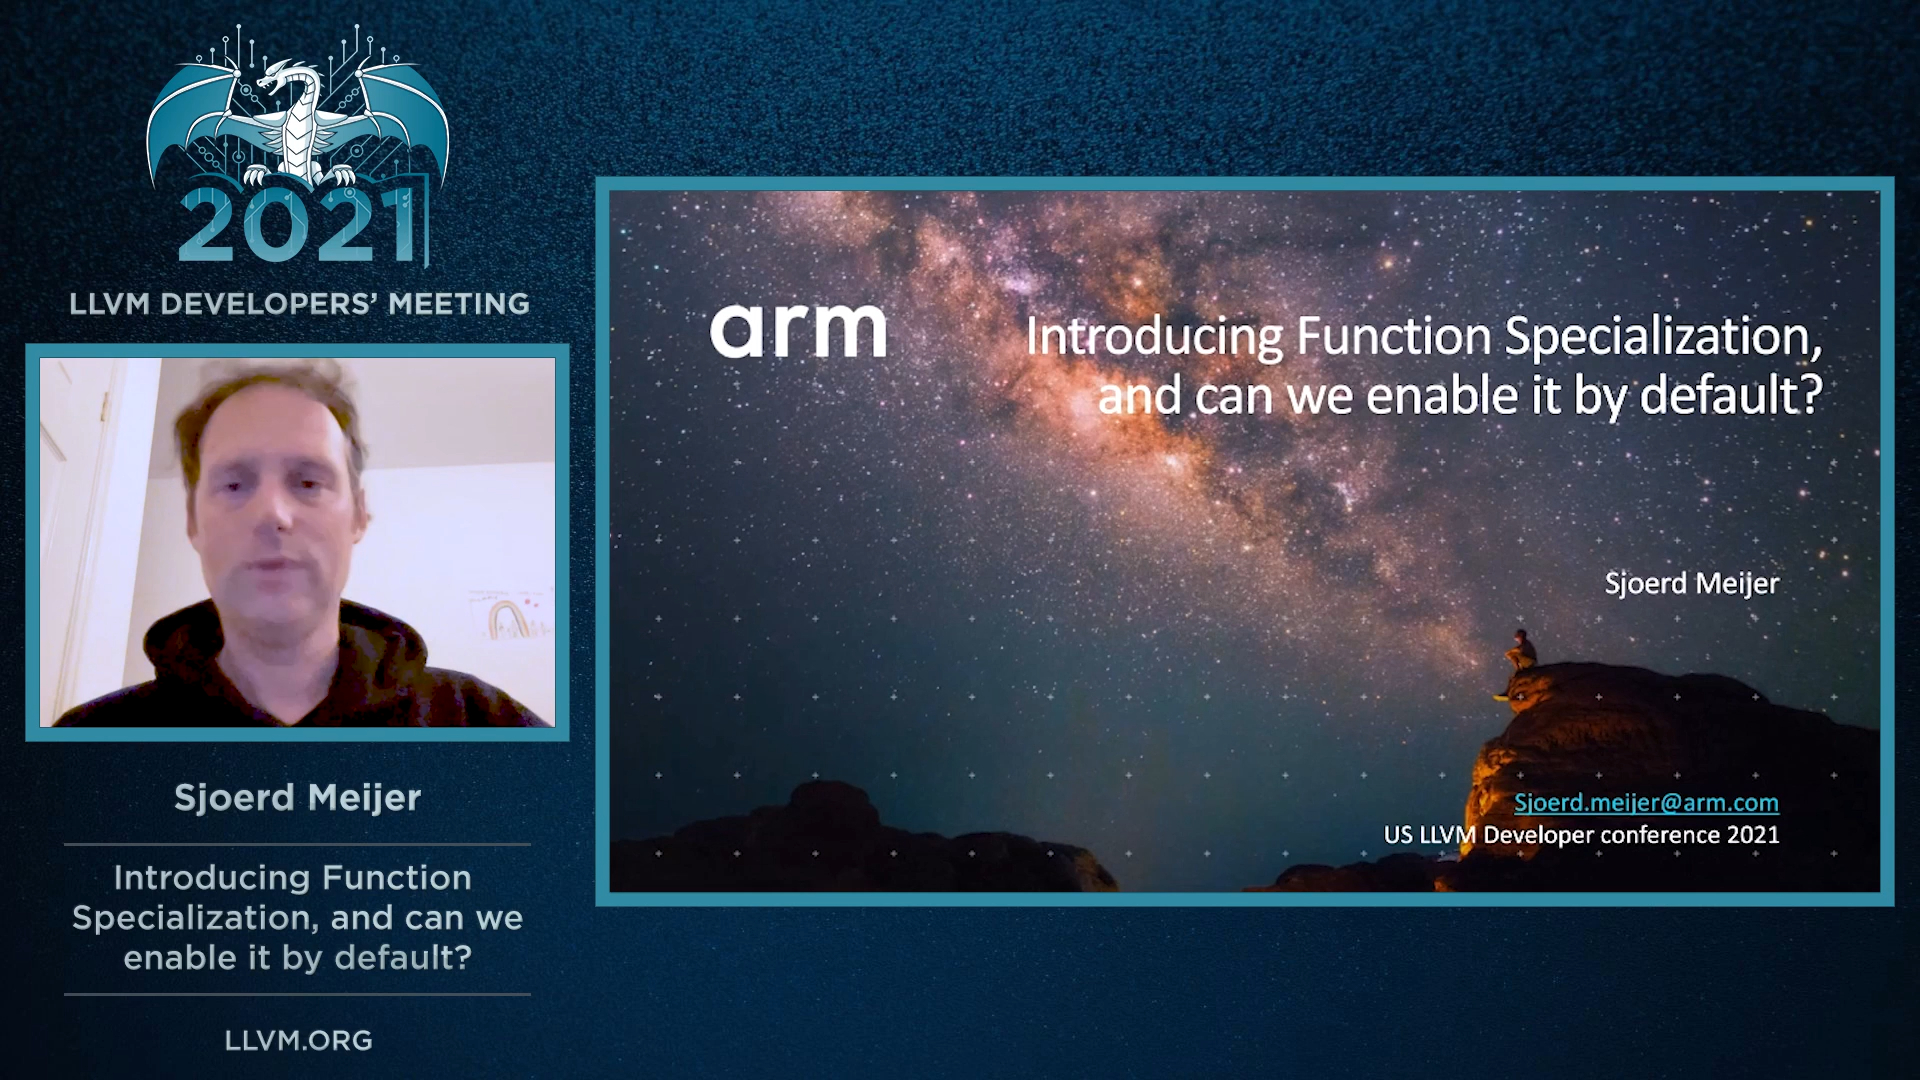 2021
LLVM DEVELOPERS' MEETING
Sjoerd Meijer
Introducing Function
Specialization, and can we
enable it by default?
LLVM.ORG
arm
Introducing Function Specialization,
and can we enable it by default?
Sjoerd Meijer
Sjoerd.meijer@arm.com
US LLVM Developer conference 2021